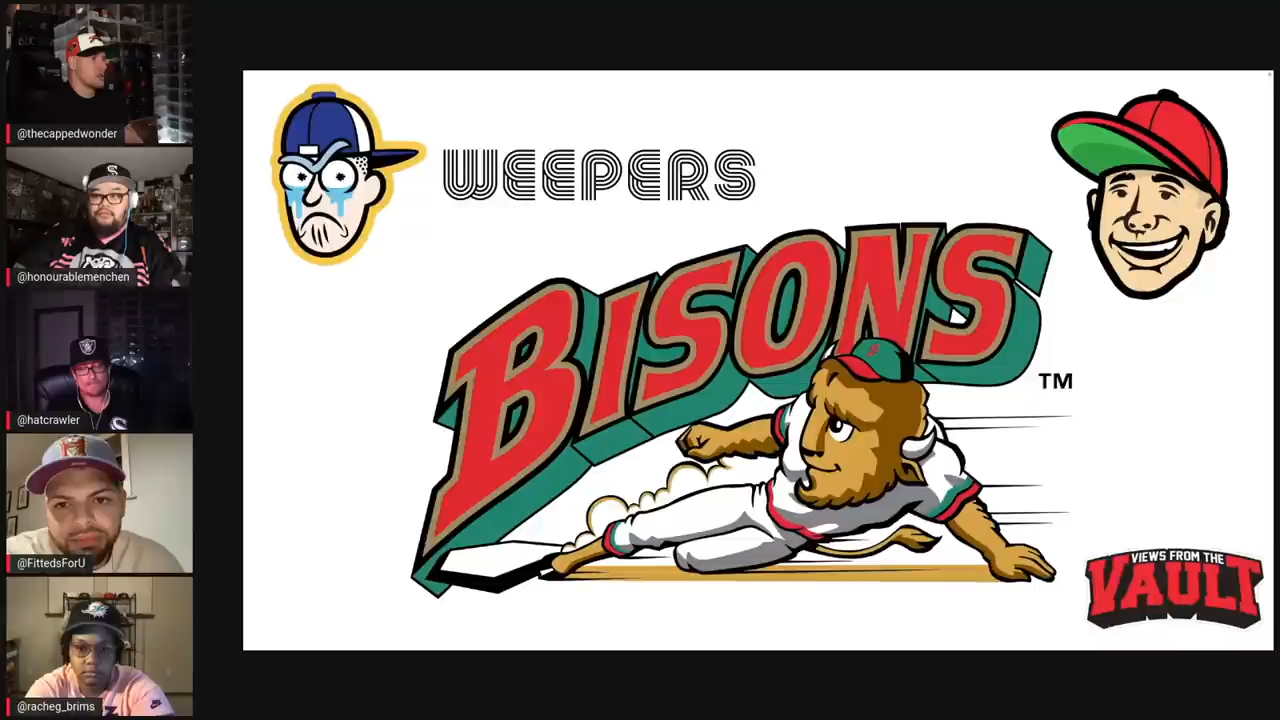 @thecappedwonder
@honourablemenchen
@hatcrawler
@FittedsForU
@racheg_brims
WEEPERS
BISONS
TM
VIEWS FROM THE
VAULT